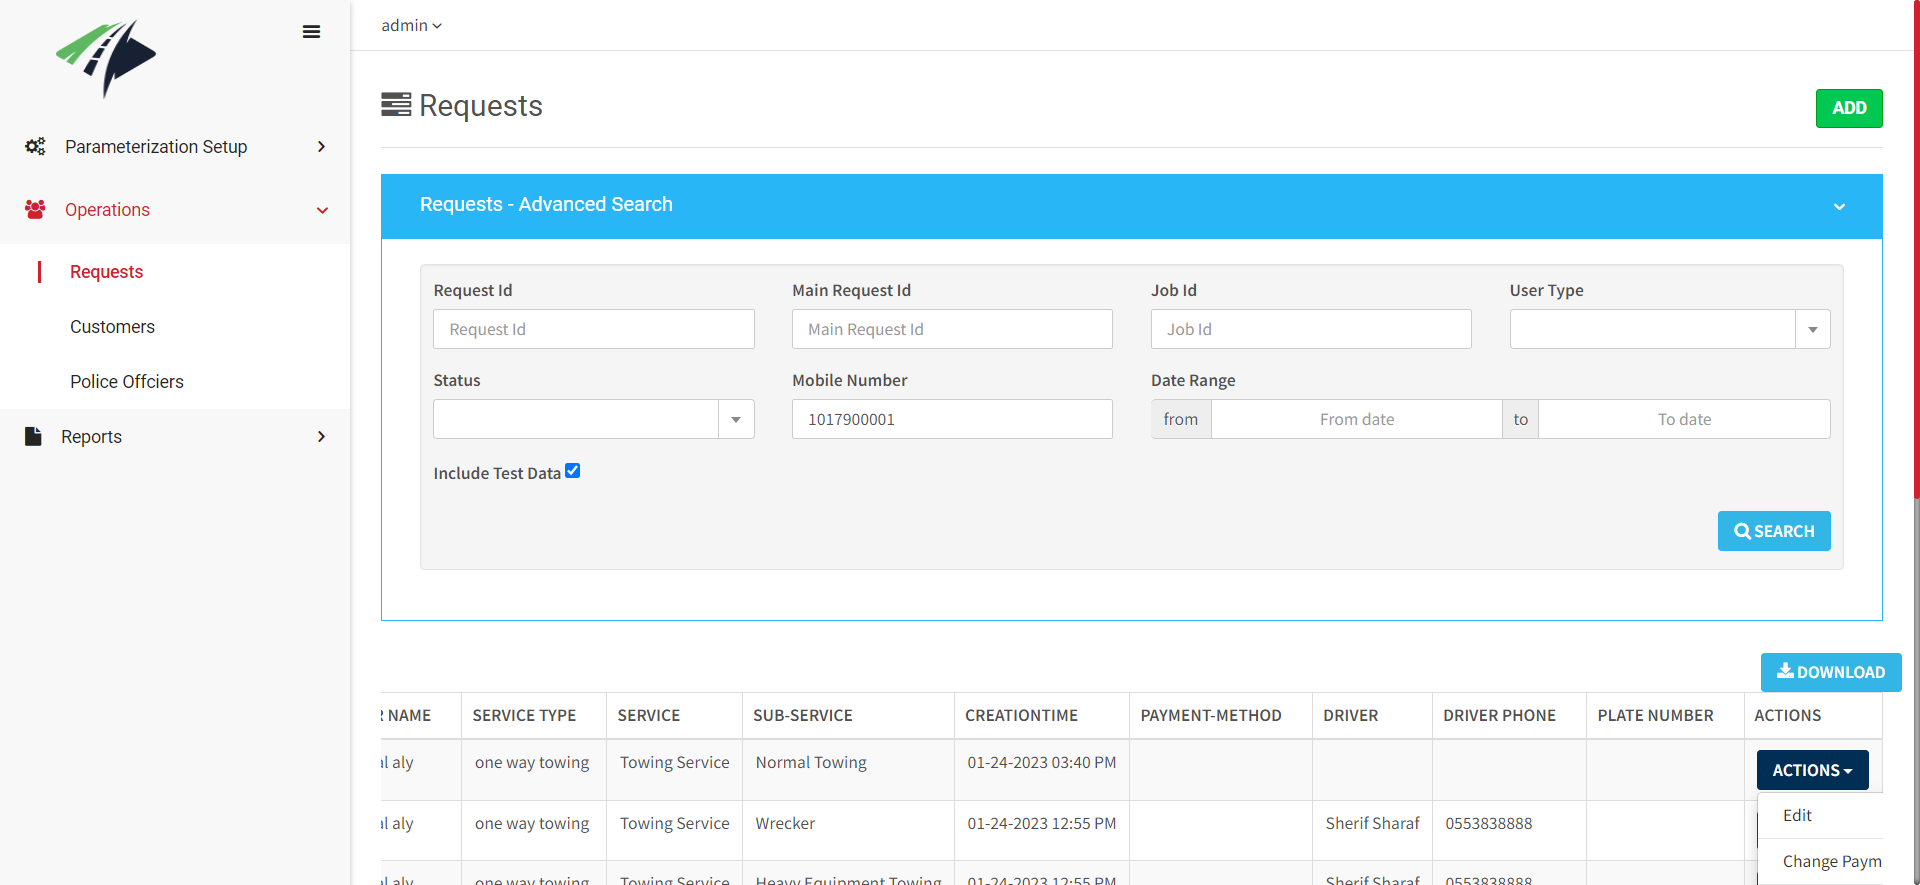 admin
Requests
ADD
Parameterization Setup
Operations
Requests
Customers
Police Offciers
Reports
Requests - Advanced Search
Request Id
Main Request Id
Job Id
User Type
Request Id
Main Request Id
Job Id
Status
Mobile Number
Date Range
1017900001
from
From date
to
To date
Include Test Data
SEARCH
DOWNLOAD
NAME SERVICE TYPE SERVICE SUB-SERVICE CREATIONTIME PAYMENT-METHOD DRIVER DRIVER PHONE PLATE NUMBER ACTIONS
al aly one way towing Towing Service Normal Towing 01-24-2023 03:40 PM ACTIONS
al aly one way towing Towing Service Wrecker 01-24-2023 12:55 PM Sherif Sharaf 0553838888
Edit
Change Paym
al aly one way towing Towing Service Heavy Equipment Towing 01-24-2023 12:55 PM Sherif Sharaf 0553838888